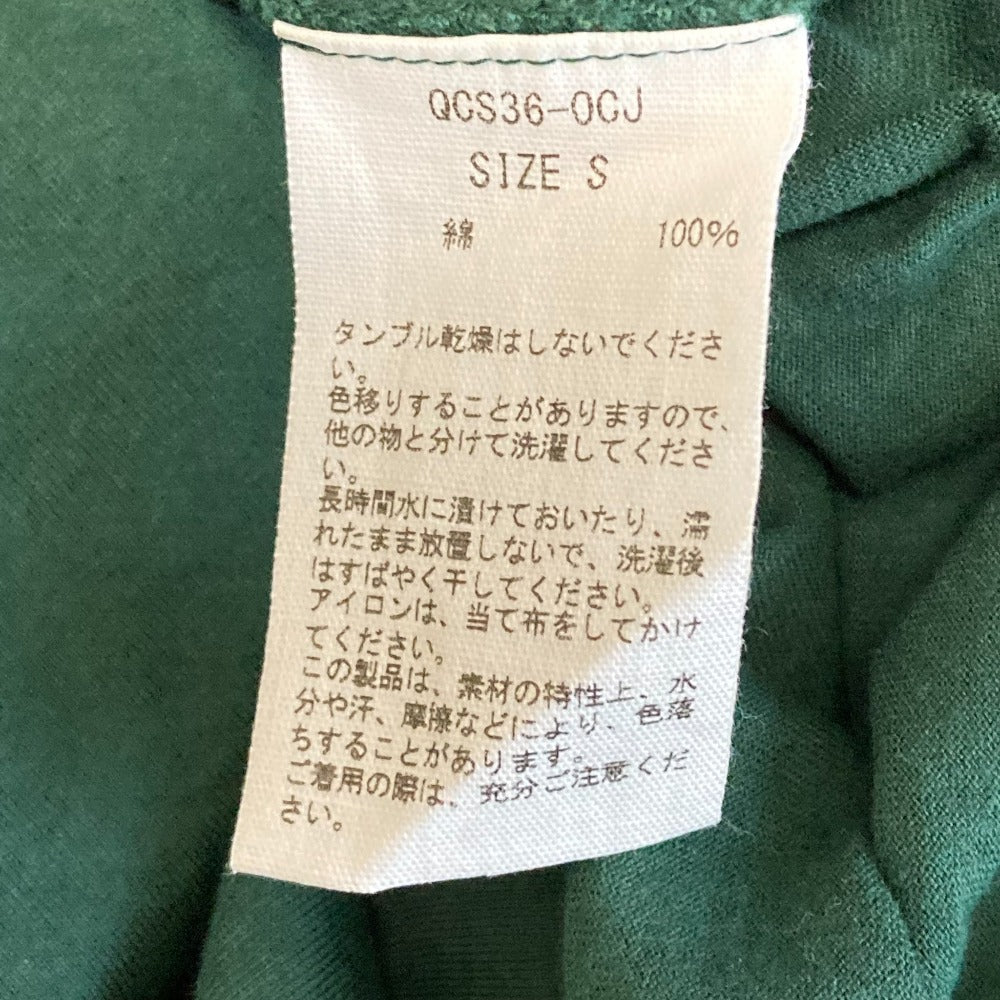 QCS36-0CJ
SIZE S
綿 100%
タンブル乾燥はしないでくださ
い。
色移りすることがありますので、
他の物と分けて洗濯してくださ
い。
長時間水に漬けておいたり、濡
れたまま放置しないで、洗濯後
はすばやく干してください。
アイロンは、当て布をしてかけ
てください。
この製品は、素材の特性上、水
分や汗、摩擦などにより、色落
ちすることがあります。
ご着用の際は、充分ご注意くだ
さい。